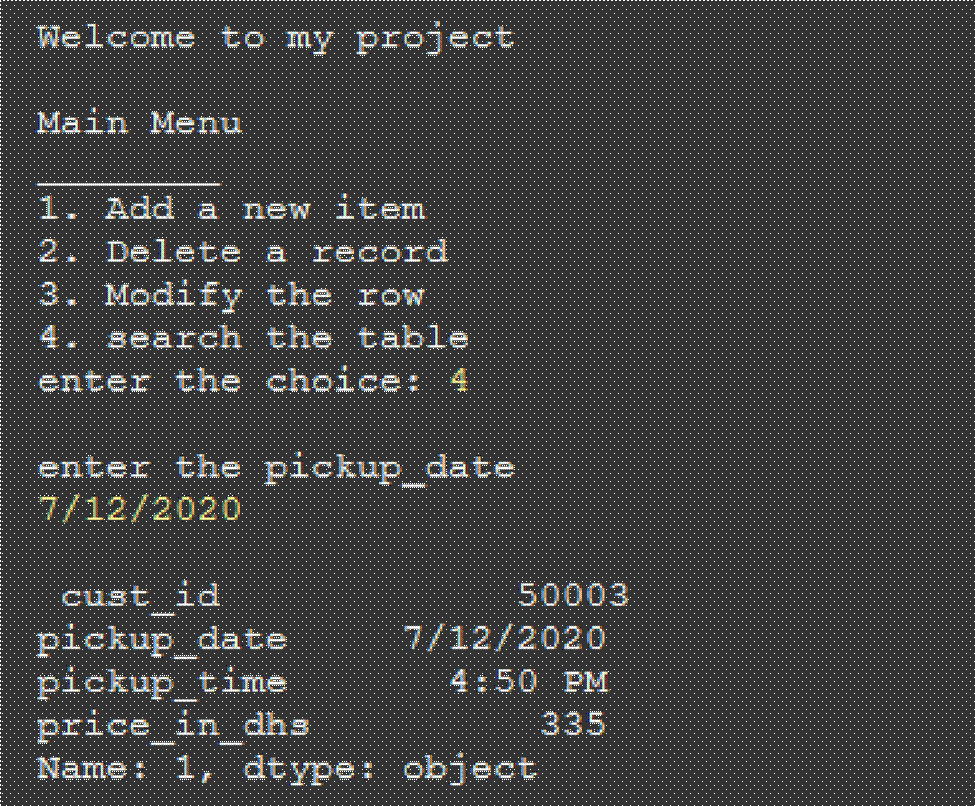 Welcome to my project
Main Menu
________
1. Add a new item
2. Delete a record
3. Modify the row
4. search the table
enter the choice: 4
enter the pickup_date
7/12/2020
cust_id 50003
pickup_date 7/12/2020
pickup_time 4:50 PM
price_in_dhs 335
Name: 1, dtype: object